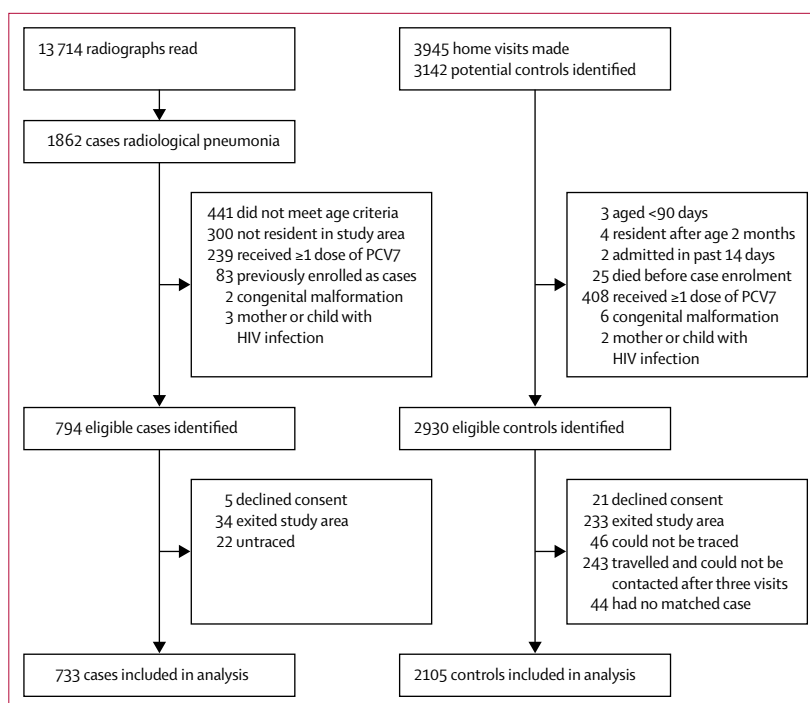 13 714 radiographs read
3945 home visits made
3142 potential controls identified
1862 cases radiological pneumonia
441 did not meet age criteria
300 not resident in study area
239 received ≥1 dose of PCV7
83 previously enrolled as cases
2 congenital malformation
3 mother or child with
HIV infection
3 aged <90 days
4 resident after age 2 months
2 admitted in past 14 days
25 died before case enrolment
408 received ≥1 dose of PCV7
6 congenital malformation
2 mother or child with
HIV infection
794 eligible cases identified
2930 eligible controls identified
5 declined consent
34 exited study area
22 untraced
21 declined consent
233 exited study area
46 could not be traced
243 travelled and could not be
contacted after three visits
44 had no matched case
733 cases included in analysis
2105 controls included in analysis